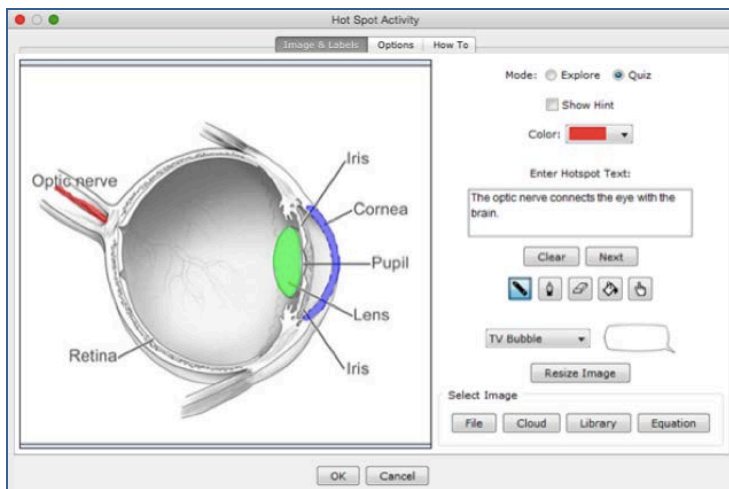 Hot Spot Activity
Image & Labels Options How To
Mode: Explore Quiz
Show Hint
Color:
Enter Hotspot Text:
The optic nerve connects the eye with the
brain.
Clear Next
TV Bubble
Resize Image
Select Image
File Cloud Library Equation
Optic nerve
Iris
Cornea
Pupil
Lens
Iris
Retina
OK Cancel